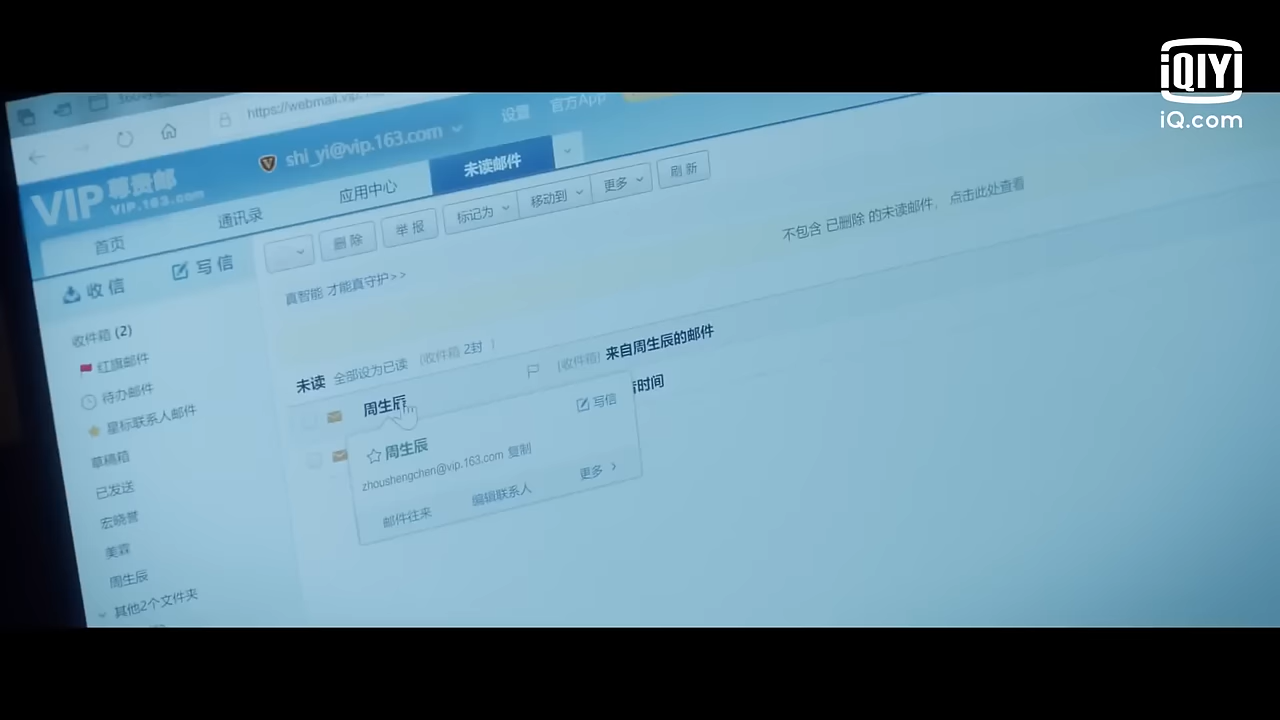 iQIYI
iQ.com
https://webmail.vip.
VIP 尊贵邮
VIP.163.com
shi_yi@vip.163.com
设置
官方App
首页
通讯录
应用中心
未读邮件
收信
写信
删除
举报
标记为
移动到
更多
刷新
真智能 才能真守护>>
不包含 已删除 的未读邮件，点击此处查看
收件箱 (2)
红旗邮件
待办邮件
星标联系人邮件
草稿箱
已发送
宏晓誉
美霖
周生辰
其他2个文件夹
未读 全部设为已读 (收件箱 2封 )
周生辰 [收件箱] 来自周生辰的邮件
时间
周生辰
写信
zhoushengchen@vip.163.com 复制
邮件往来 编辑联系人 更多